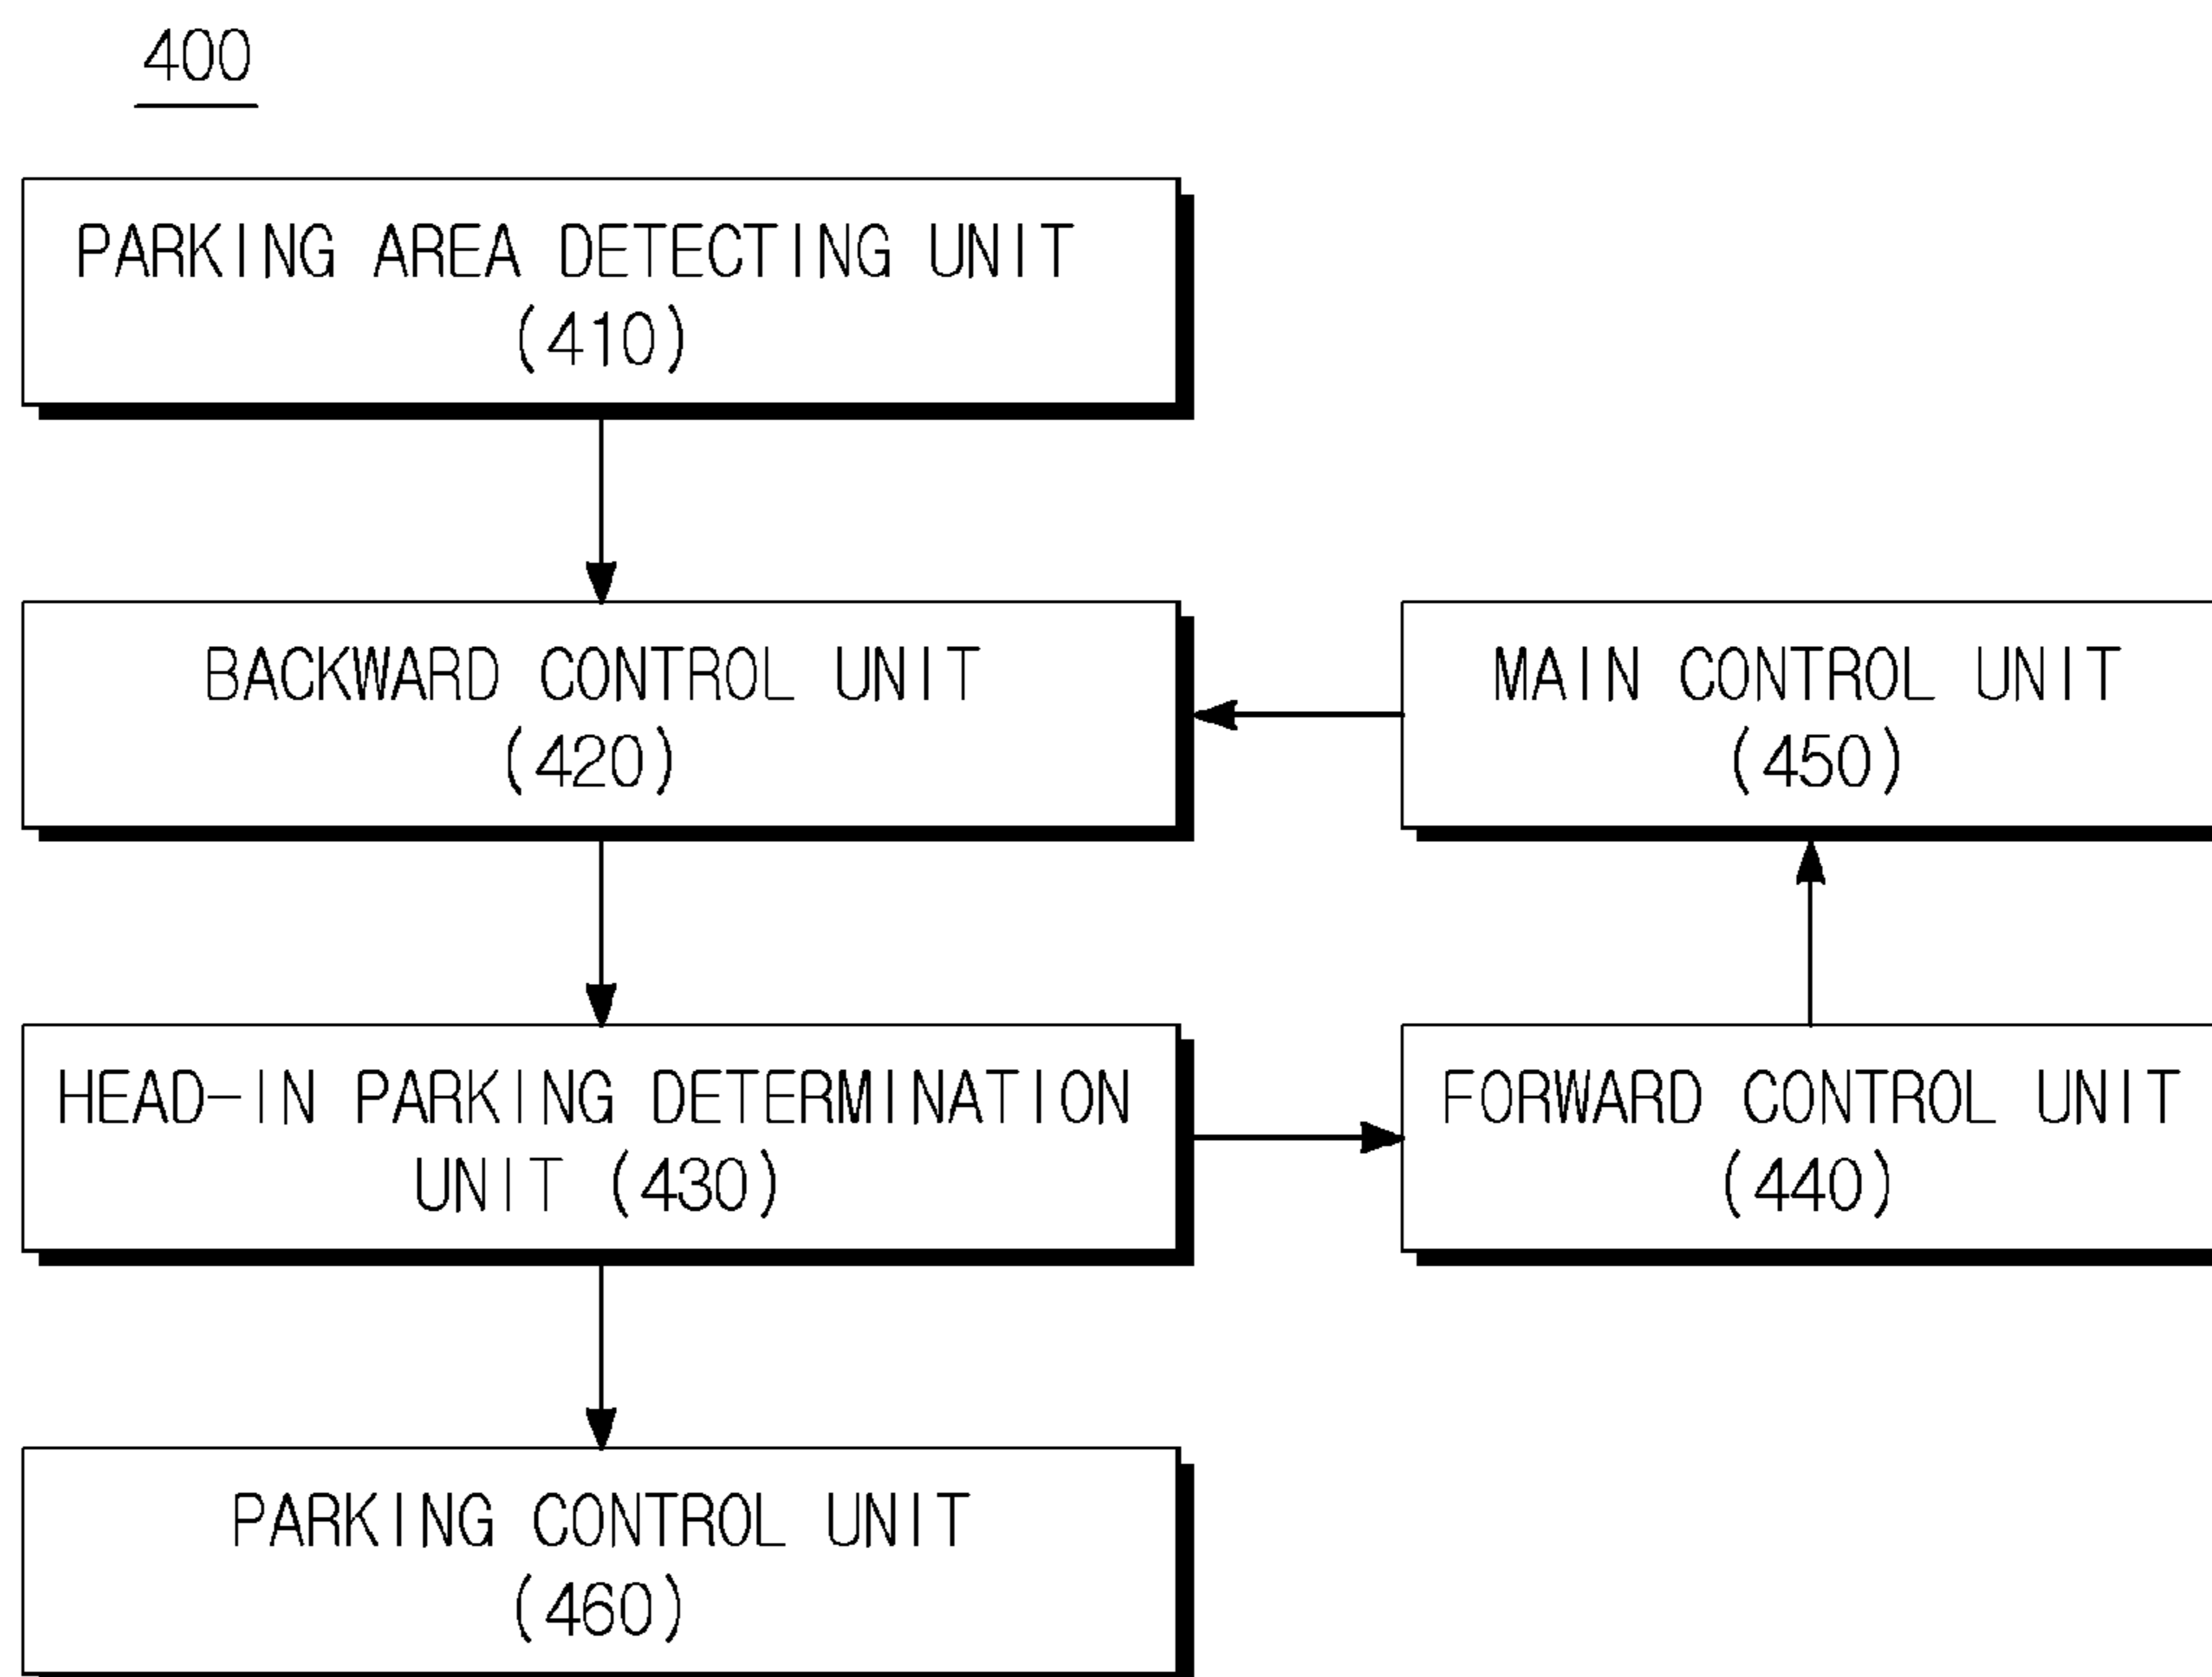 400
PARKING AREA DETECTING UNIT
(410)
BACKWARD CONTROL UNIT
(420)
MAIN CONTROL UNIT
(450)
HEAD-IN PARKING DETERMINATION
UNIT (430)
FORWARD CONTROL UNIT
(440)
PARKING CONTROL UNIT
(460)